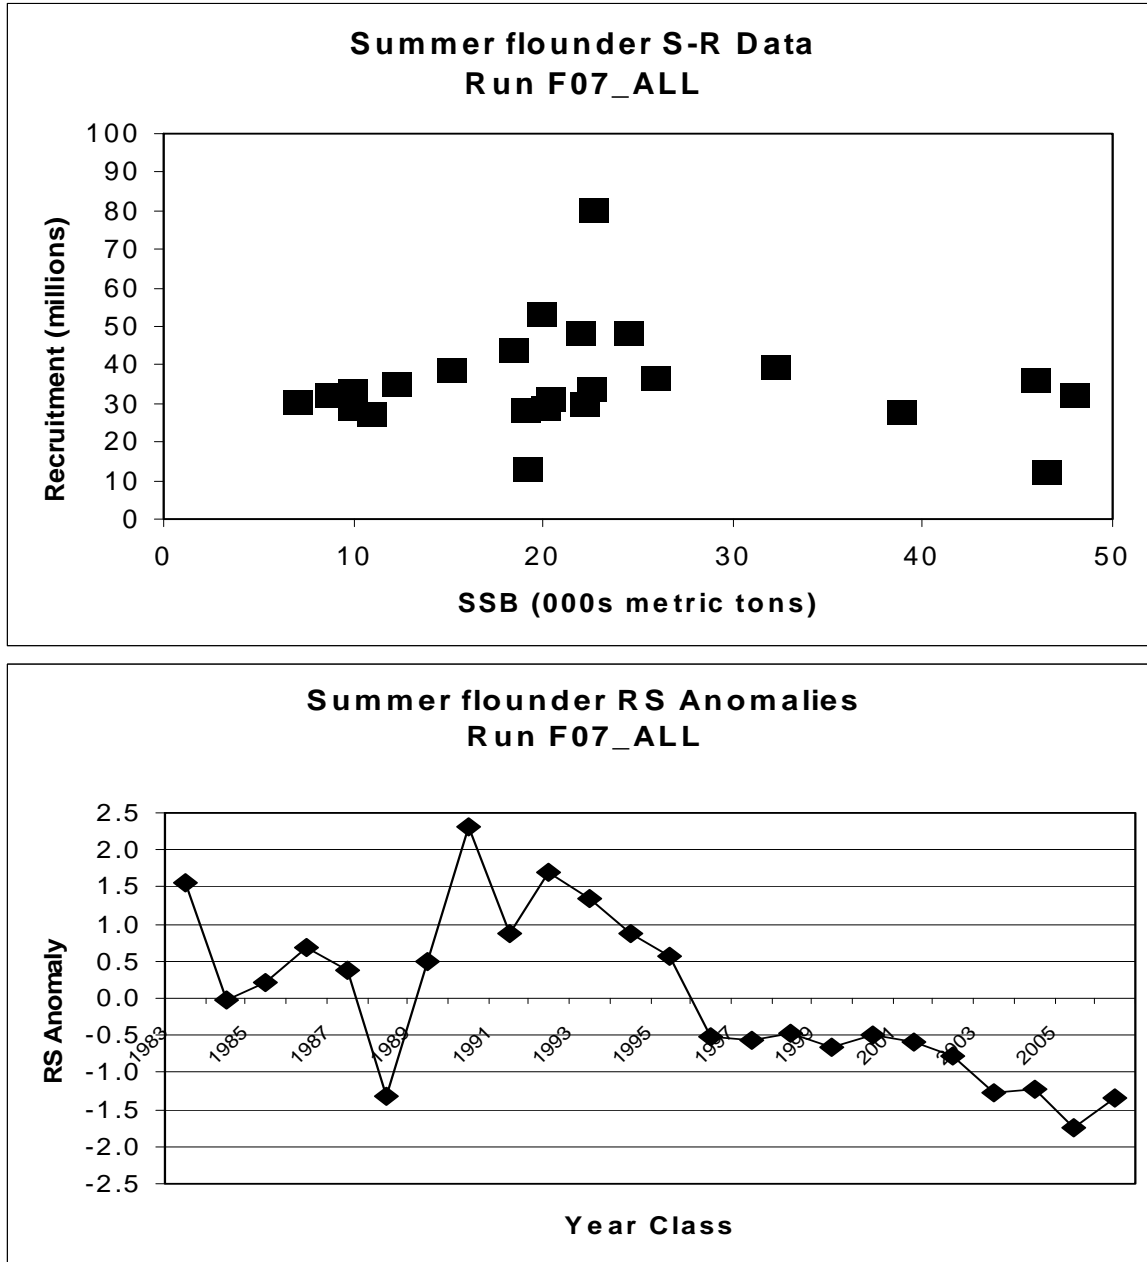 Summer flounder S-R Data
Run F07_ALL
100
90
80
70
60
50
40
30
20
10
0
Recruitment (millions)
0 10 20 30 40 50
SSB (000s metric tons)
Summer flounder RS Anomalies
Run F07_ALL
2.5
2.0
1.5
1.0
0.5
0.0
-0.5
-1.0
-1.5
-2.0
-2.5
RS Anomaly
1983 1985 1987 1989 1991 1993 1995 1997 1999 2001 2003 2005
Year Class